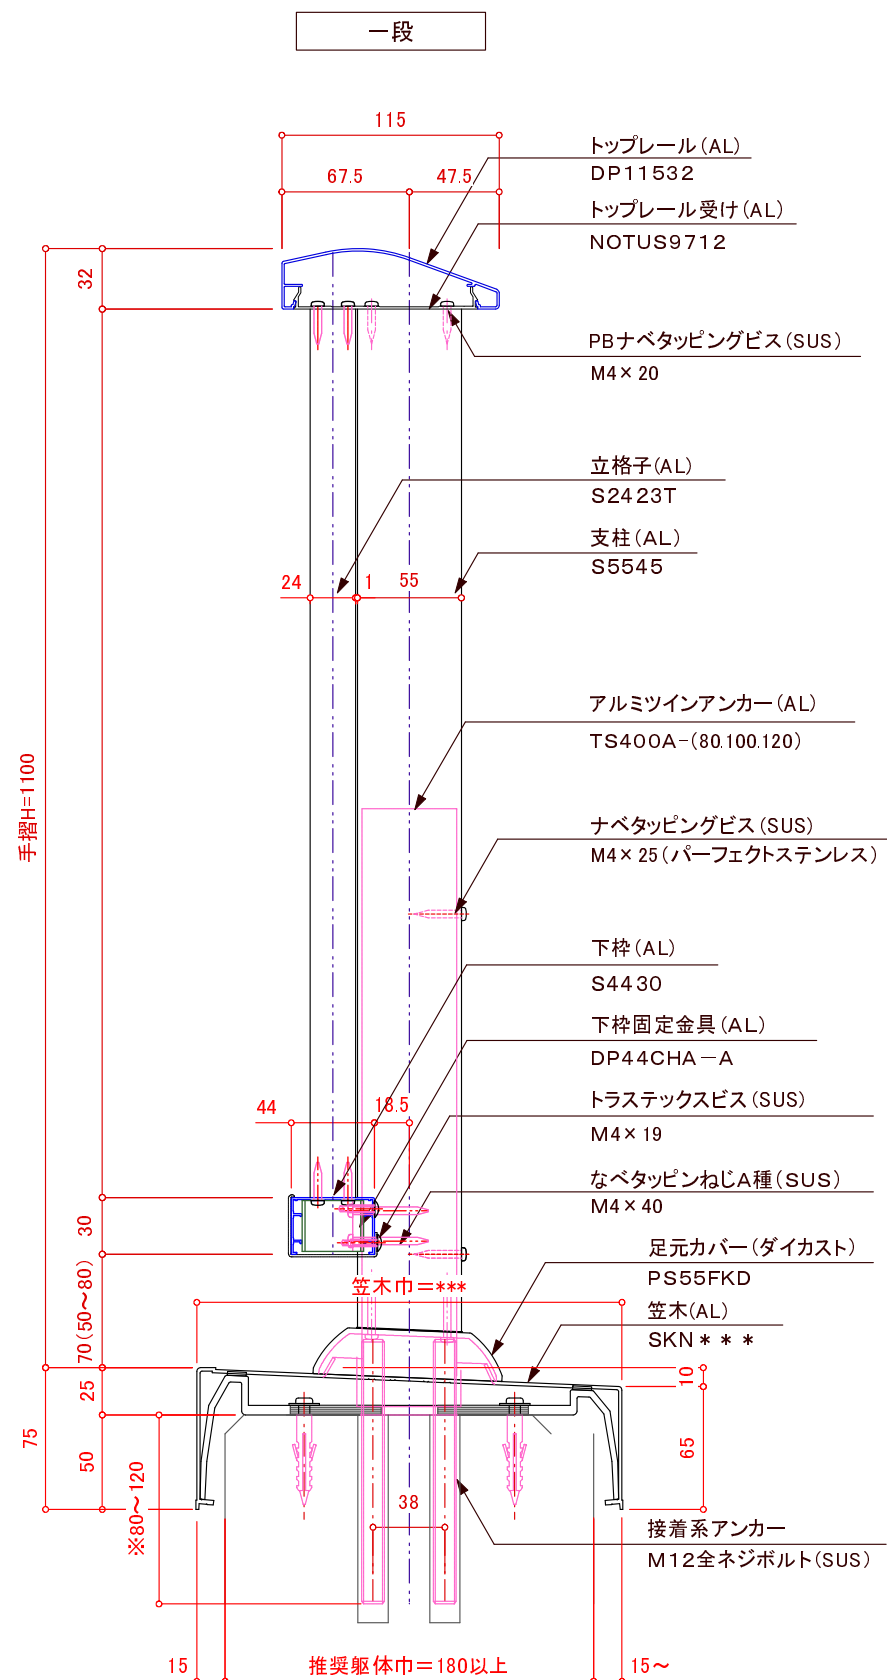 一段
115
67.5
47.5
トップレール(AL)
DP11532
トップレール受け(AL)
NOTUS9712
32
PBナベタッピングビス(SUS)
M4×20
立格子(AL)
S2423T
支柱(AL)
S5545
24
1
55
アルミツインアンカー(AL)
TS400A-(80.100.120)
手摺H=1100
ナベタッピングビス(SUS)
M4×25(パーフェクトステンレス)
下枠(AL)
S4430
下枠固定金具(AL)
DP44CHA-A
44
18.5
トラステックスビス(SUS)
M4×19
なベタッピンねじA種(SUS)
M4×40
30
足元カバー(ダイカスト)
PS55FKD
70(50~80)
笠木巾=***
笠木(AL)
SKN***
10
25
75
50
65
※80~120
38
接着系アンカー
M12全ネジボルト(SUS)
15
推奨躯体巾=180以上
15~